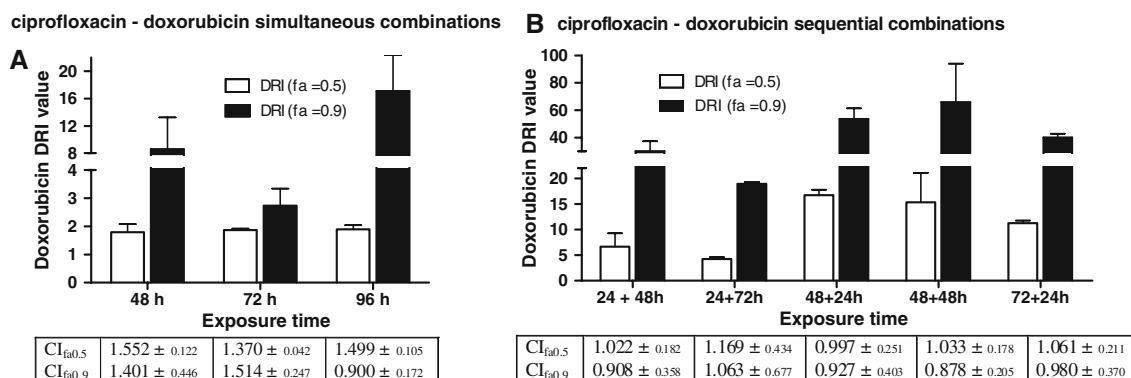 ciprofloxacin - doxorubicin simultaneous combinations
A
Doxorubicin DRI value
20
16
12
8
4
3
2
1
0
DRI (fa =0.5)
DRI (fa =0.9)
48 h 72 h 96 h
Exposure time
CIfa0.5 1.552 ± 0.122 1.370 ± 0.042 1.499 ± 0.105
CIfa0.9 1.401 ± 0.446 1.514 ± 0.247 0.900 ± 0.172
B ciprofloxacin - doxorubicin sequential combinations
Doxorubicin DRI value
100
80
60
40
20
15
10
5
0
DRI (fa =0.5)
DRI (fa =0.9)
24 + 48h 24+72h 48+24h 48+48h 72+24h
Exposure time
CIfa0.5 1.022 ± 0.182 1.169 ± 0.434 0.997 ± 0.251 1.033 ± 0.178 1.061 ± 0.211
CIfa0.9 0.908 ± 0.358 1.063 ± 0.677 0.927 ± 0.403 0.878 ± 0.205 0.980 ± 0.370